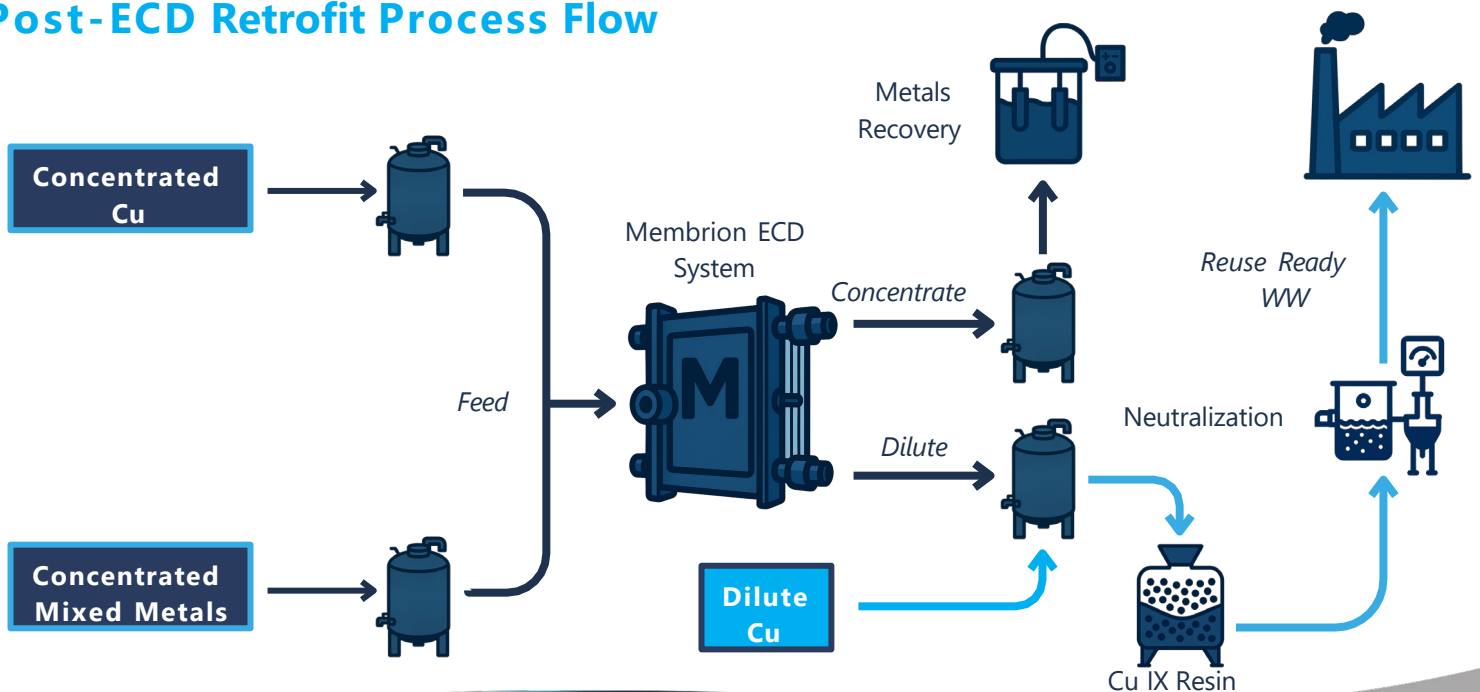 Post-ECD Retrofit Process Flow
Metals
Recovery
Concentrated
Cu
Membrion ECD
System
Concentrate
Reuse Ready
WW
M
Feed
Dilute
Neutralization
Concentrated
Mixed Metals
Dilute
Cu
Cu IX Resin